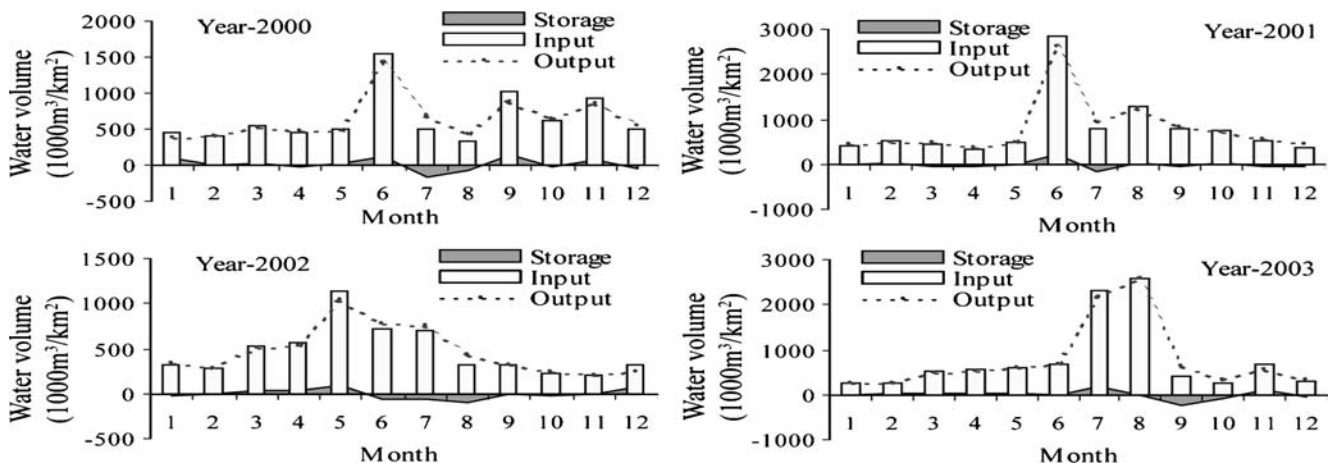 Year-2000
Storage
Input
Output
Water volume
(1000m³/km²)
2000
1500
1000
500
0
-500
1 2 3 4 5 6 7 8 9 10 11 12
Month
Year-2001
Storage
Input
Output
Water volume
(1000m³/km²)
3000
2000
1000
0
-1000
1 2 3 4 5 6 7 8 9 10 11 12
Month
Year-2002
Storage
Input
Output
Water volume
(1000m³/km²)
1500
1000
500
0
-500
1 2 3 4 5 6 7 8 9 10 11 12
Month
Year-2003
Storage
Input
Output
Water volume
(1000m³/km²)
3000
2000
1000
0
-1000
1 2 3 4 5 6 7 8 9 10 11 12
Month